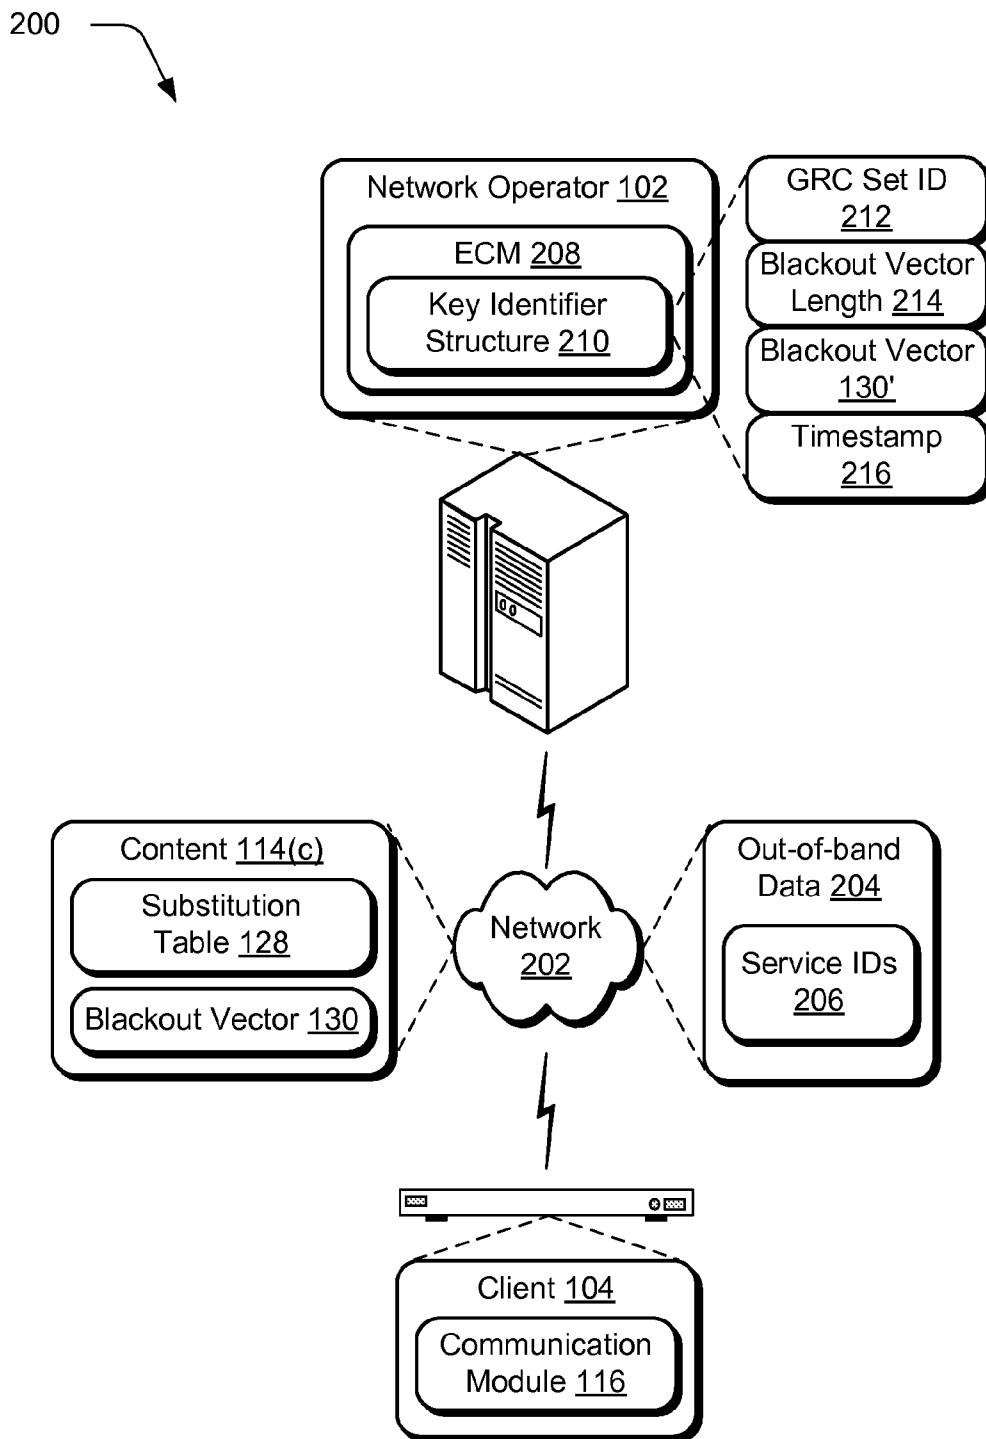 200
Network Operator 102
ECM 208
Key Identifier
Structure 210
GRC Set ID
212
Blackout Vector
Length 214
Blackout Vector
130'
Timestamp
216
Content 114(c)
Substitution
Table 128
Blackout Vector 130
Network
202
Out-of-band
Data 204
Service IDs
206
Client 104
Communication
Module 116